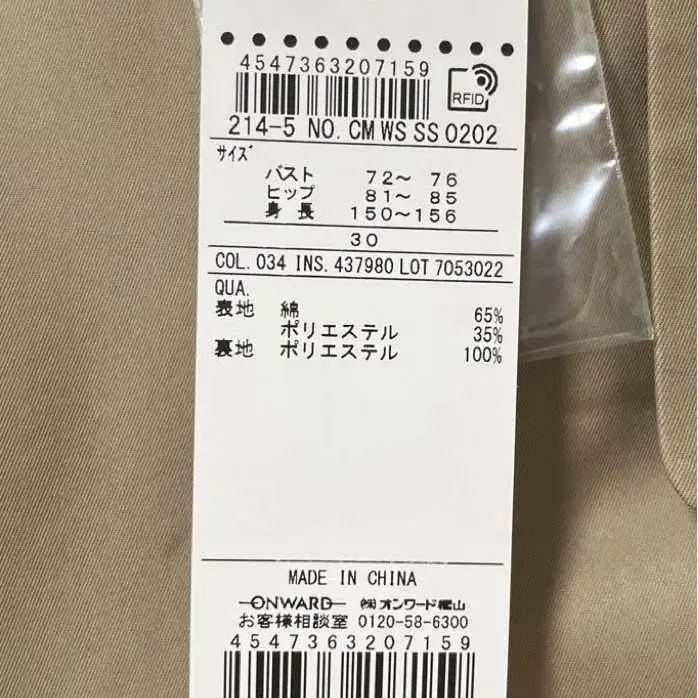 4547363207159
RFID
214-5 NO. CM WS SS 0202
サイズ
バスト 72～ 76
ヒップ 81～ 85
身 長 150～156
30
COL. 034 INS. 437980 LOT 7053022
QUA.
表地 綿 65%
ポリエステル 35%
裏地 ポリエステル 100%
MADE IN CHINA
ONWARD ㈱オンワード樫山
お客様相談室 0120-58-6300
4547363207159